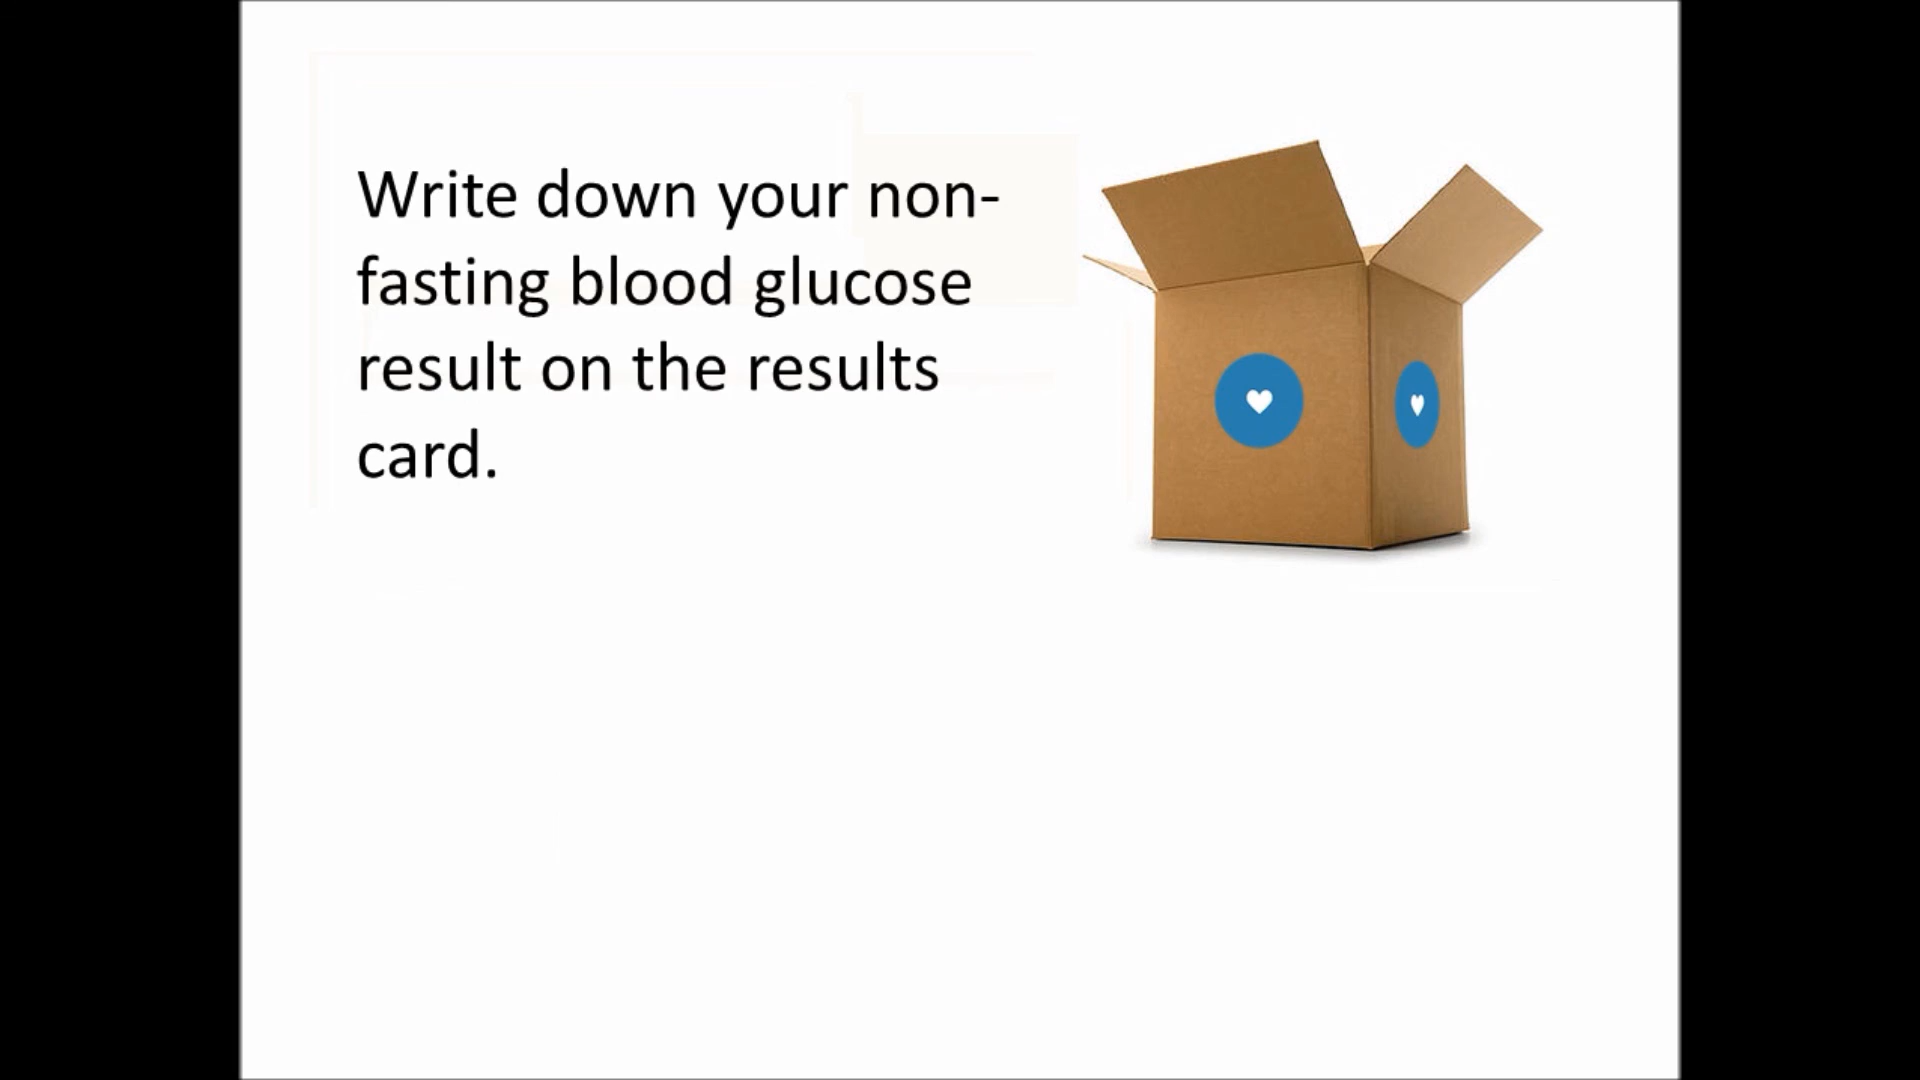 Write down your non-
fasting blood glucose
result on the results
card.